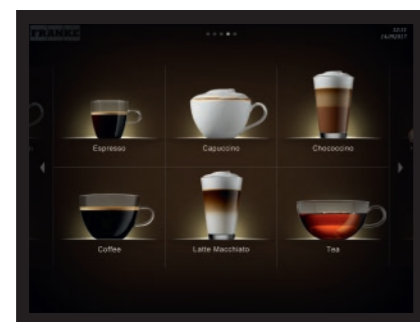 FRANKE
Espresso
Capuccino
Chococcino
Coffee
Latte Macchiato
Tea